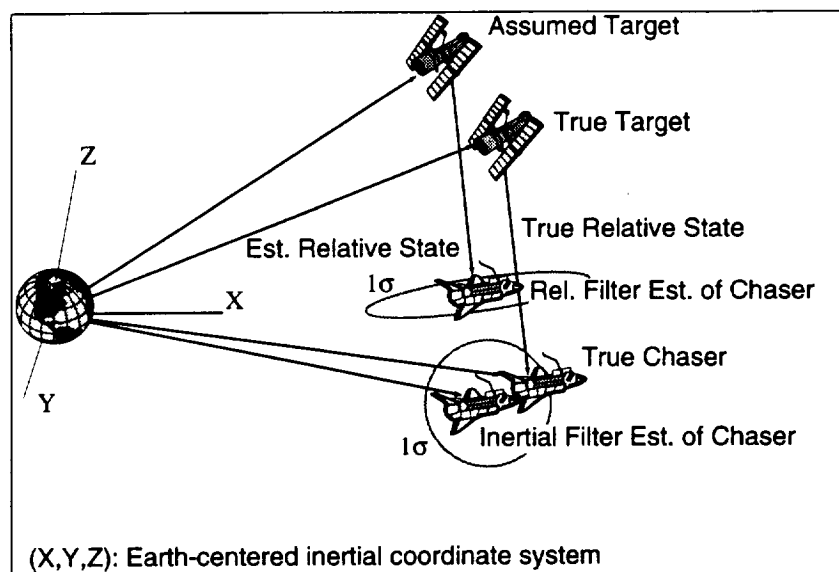 Assumed Target
True Target
Z
True Relative State
Est. Relative State
1σ
X
Rel. Filter Est. of Chaser
True Chaser
Y
1σ
Inertial Filter Est. of Chaser
(X,Y,Z): Earth-centered inertial coordinate system